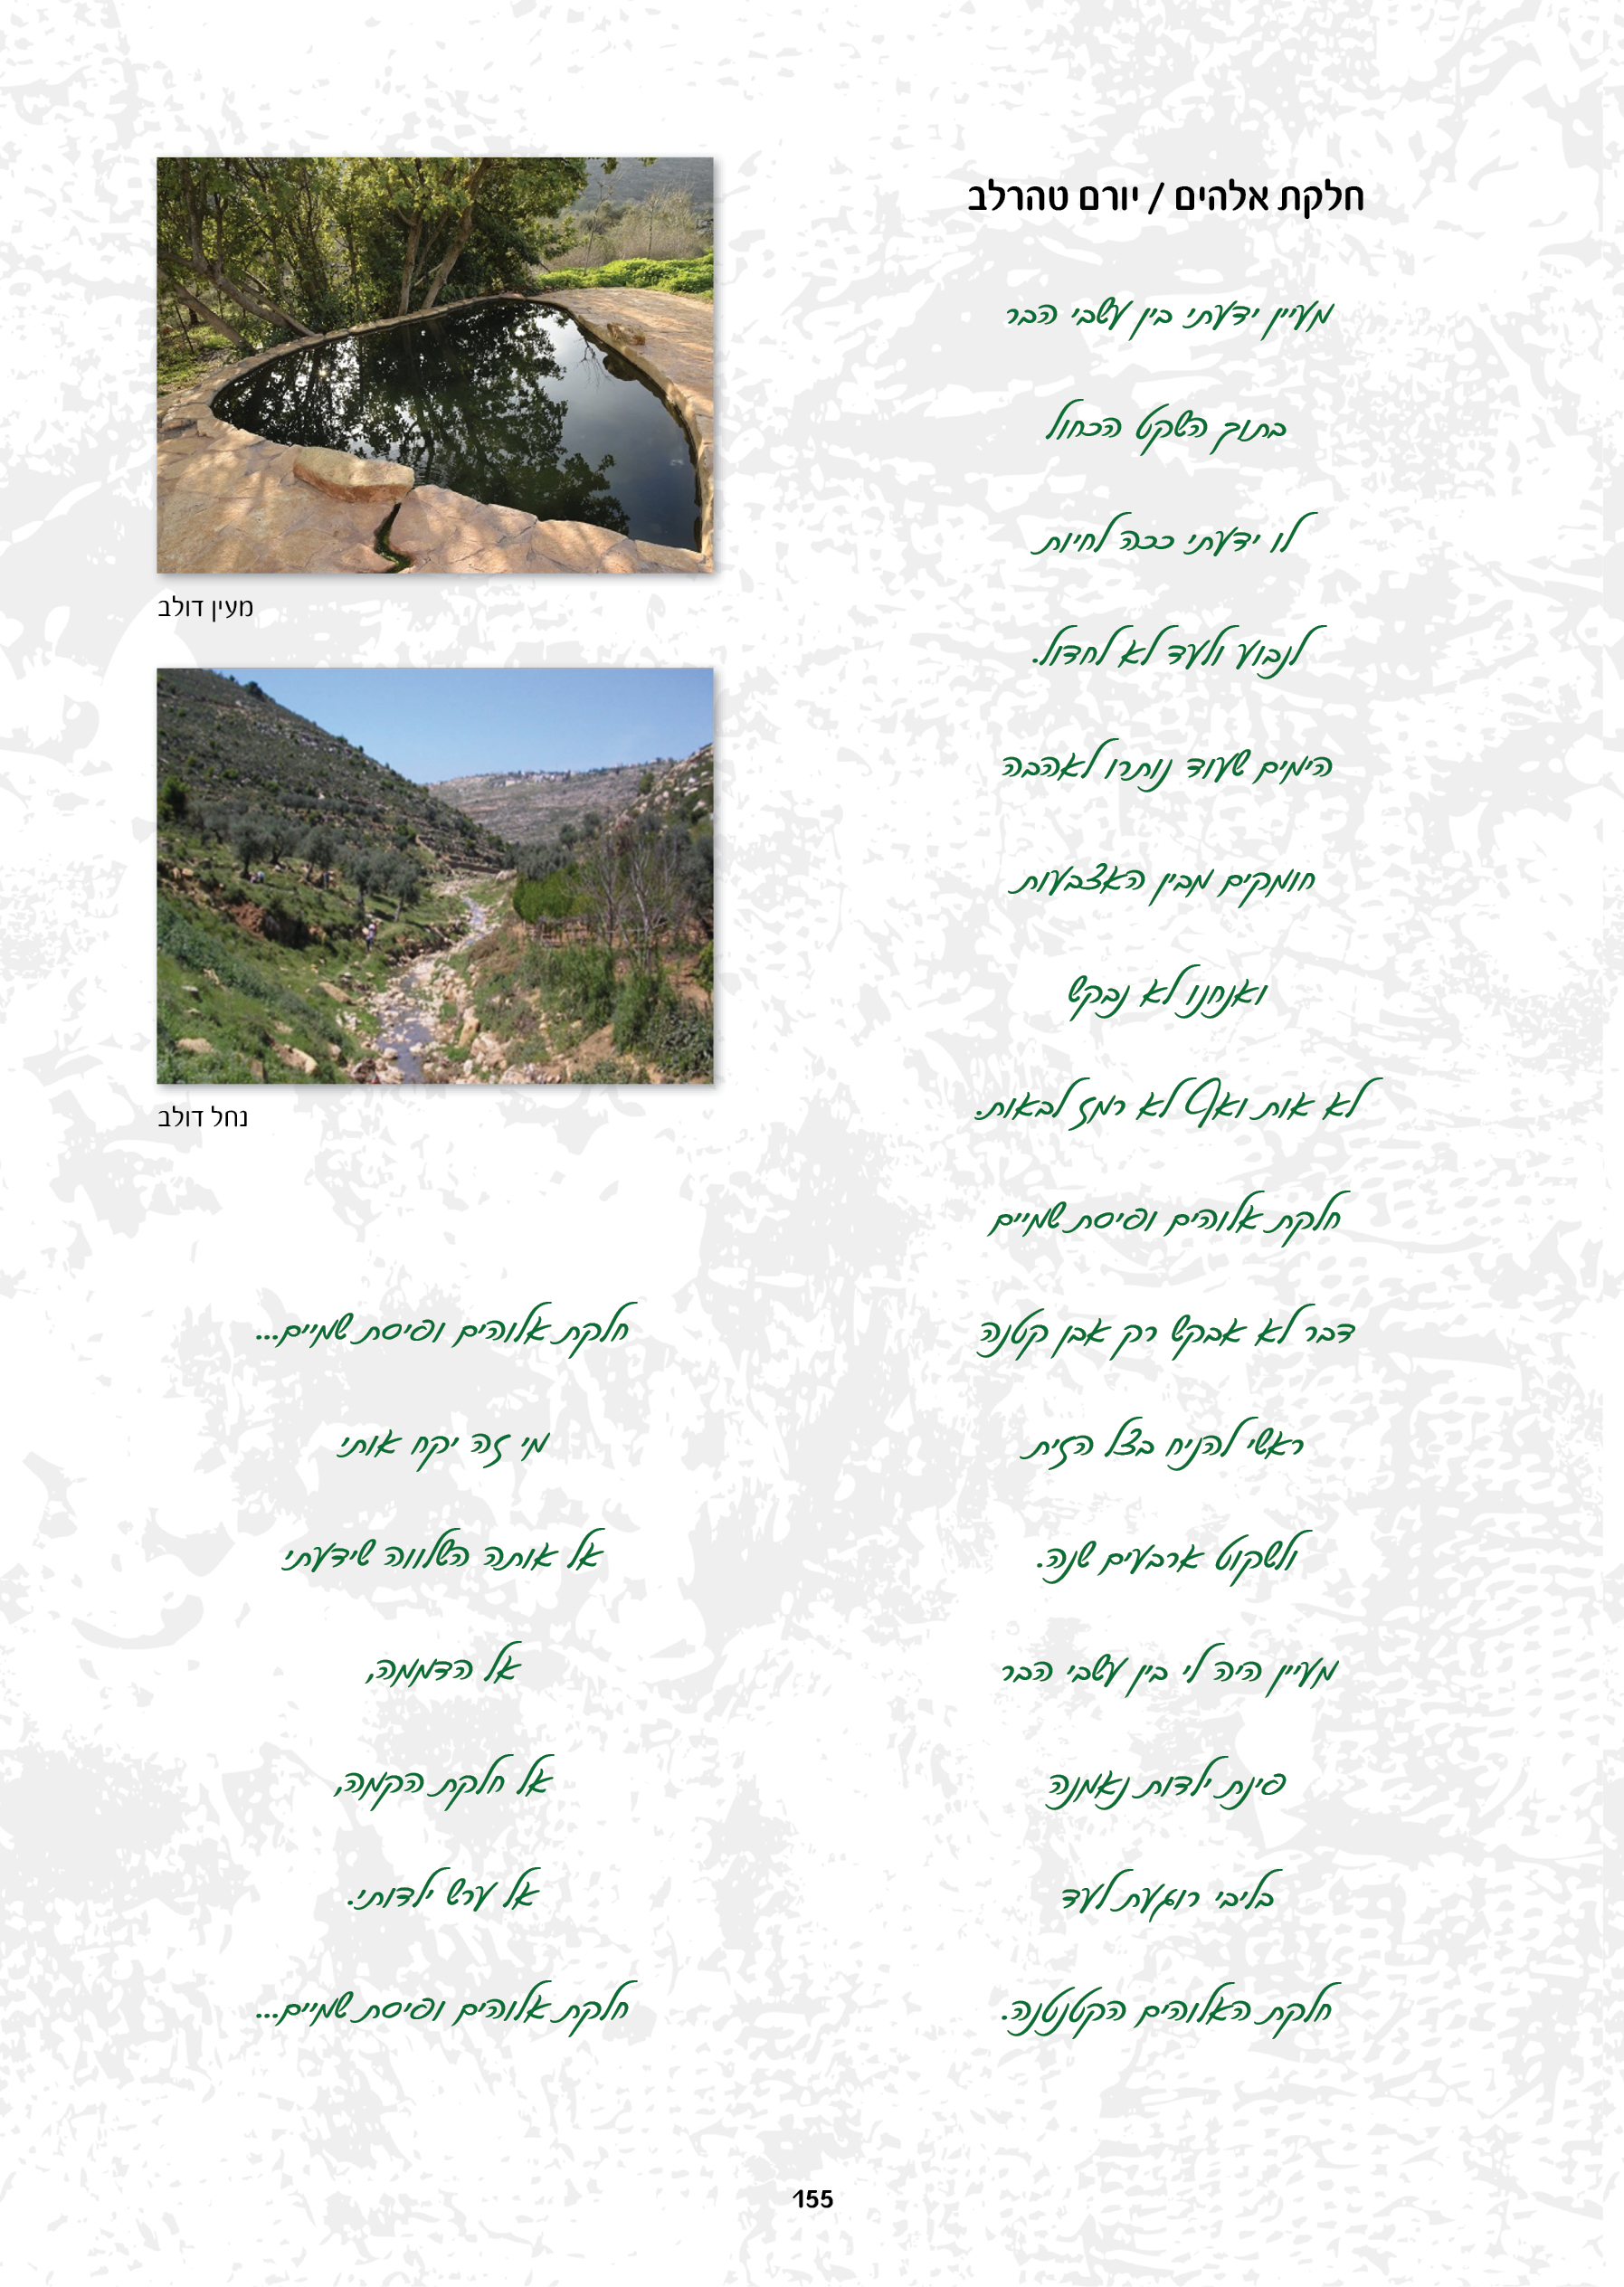 חלקת אלהים / יורם טהרלב
מעיין ידעתי בין עשבי הבר
בתוך השקט הכחול
לו ידעתי ככה לחיות
לנבוע ולעד לא לחדול.
הימים שעוד נותרו לאהבה
חומקים מבין האצבעות
ואנחנו לא נבקש
לא אות ואף לא רמז לבאות.
חלקת אלוהים ופיסת שמיים
דבר לא אבקש רק אבן קטנה
ראשי להניח בצל הזית
ולשקוט ארבעים שנה.
מעיין היה לי בין עשבי הבר
פינת ילדות נאמנה
בליבי רוגעת לעד
חלקת האלוהים הקטנטנה.
מעין דולב
נחל דולב
חלקת אלוהים ופיסת שמיים...
מי זה יקח אותי
אל אותה השלווה שידעתי
אל הדממה,
אל חלקת הקמה,
אל ערש ילדותי.
חלקת אלוהים ופיסת שמיים...
155